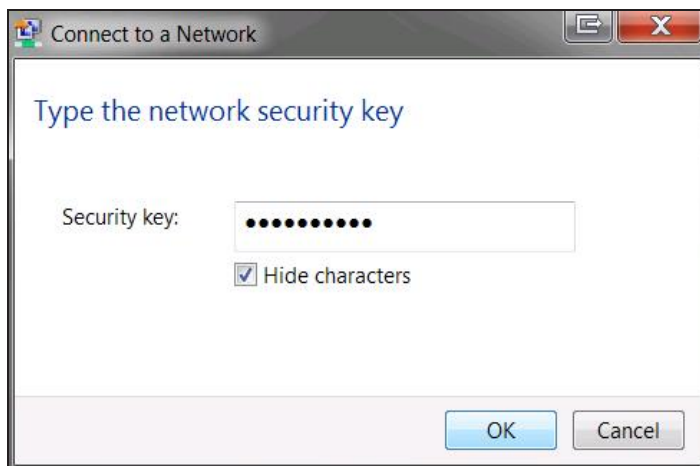 Connect to a Network
Type the network security key
Security key: ••••••••••
Hide characters
OK Cancel